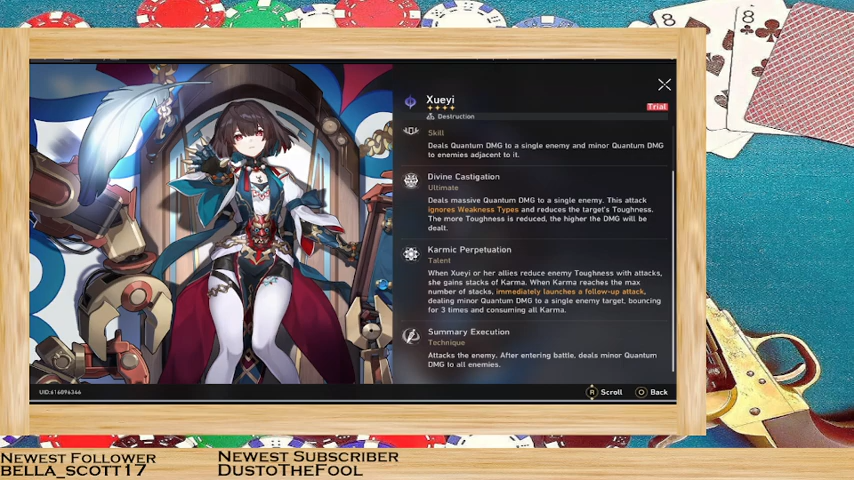 8 8
Xueyi
Trial
Destruction
Skill
Deals Quantum DMG to a single enemy and minor Quantum DMG
to enemies adjacent to it.
Divine Castigation
Ultimate
Deals massive Quantum DMG to a single enemy. This attack
ignores Weakness Types and reduces the target's Toughness.
The more Toughness is reduced, the higher the DMG will be
dealt.
Karmic Perpetuation
Talent
When Xueyi or her allies reduce enemy Toughness with attacks,
she gains stacks of Karma. When Karma reaches the max
number of stacks, immediately launches a follow-up attack,
dealing minor Quantum DMG to a single enemy target, bouncing
for 3 times and consuming all Karma.
Summary Execution
Technique
Attacks the enemy. After entering battle, deals minor Quantum
DMG to all enemies.
UID:616096346
R Scroll O Back
Newest Follower
bella_scott17
Newest Subscriber
DustoTheFool